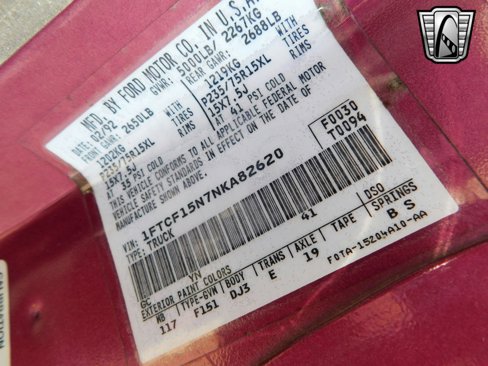 MFD. BY FORD MOTOR CO. IN U.S.A.
DATE: 02/92 GVWR: 5000LB/ 2267KG
FRONT GAWR: 2650LB REAR GAWR: 2688LB
1202KG WITH 1219KG WITH
P235/75R15XL TIRES P235/75R15XL TIRES
15X7.5J RIMS 15X7.5J RIMS
AT 35 PSI COLD AT 41 PSI COLD
THIS VEHICLE CONFORMS TO ALL APPLICABLE FEDERAL MOTOR
VEHICLE SAFETY STANDARDS IN EFFECT ON THE DATE OF
MANUFACTURE SHOWN ABOVE.
VIN: 1FTCF15N7NKA82620
TYPE: TRUCK
F0030
T0094
YN 41
EXTERIOR PAINT COLORS DSO
WB TYPE-GVW BODY TRANS AXLE TAPE SPRINGS
117 F151 DJ3 E 19 B S
F0TA-15204A10-AA
GATEWAY